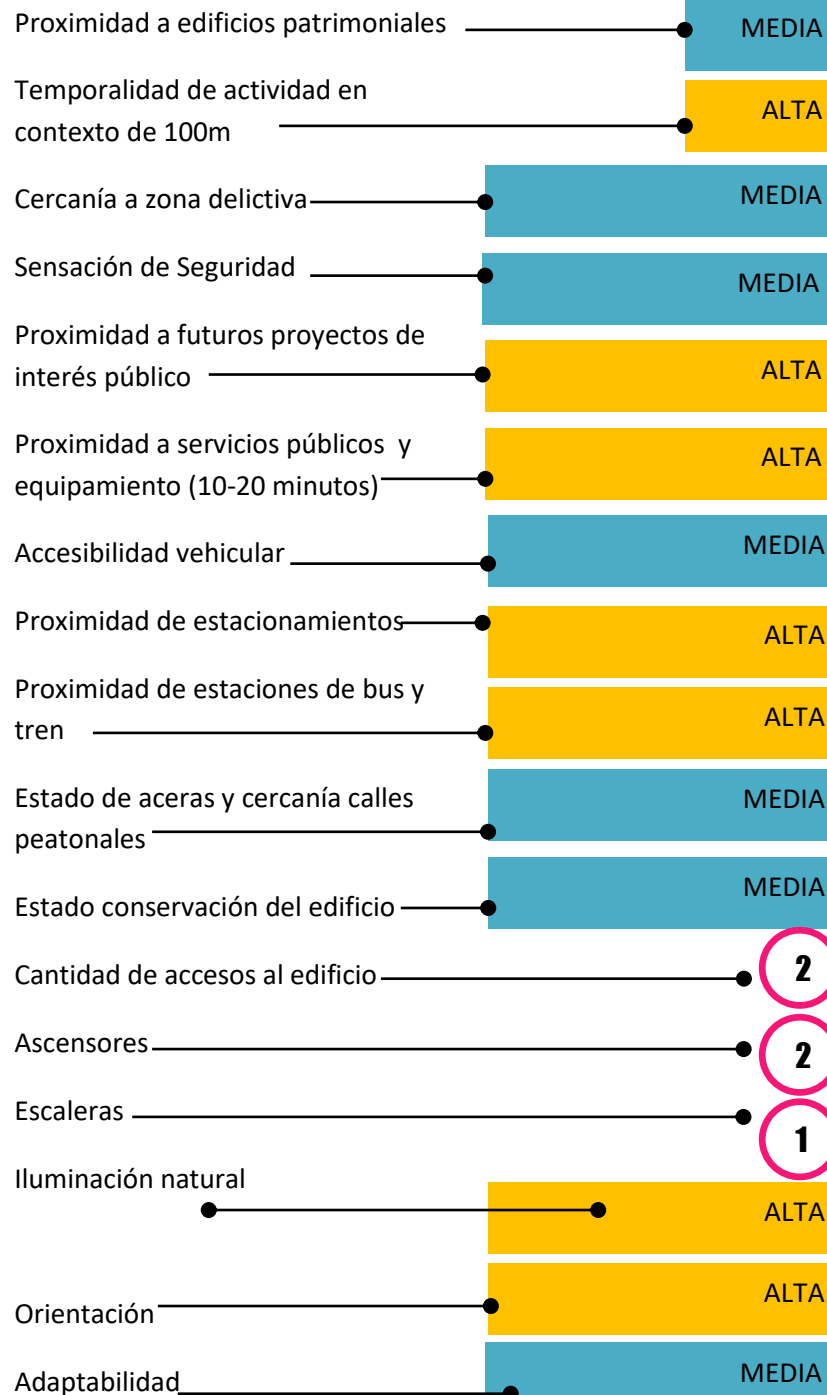 Proximidad a edificios patrimoniales MEDIA
Temporalidad de actividad en
contexto de 100m ALTA
Cercanía a zona delictiva MEDIA
Sensación de Seguridad MEDIA
Proximidad a futuros proyectos de
interés público ALTA
Proximidad a servicios públicos y
equipamiento (10-20 minutos) ALTA
Accesibilidad vehicular MEDIA
Proximidad de estacionamientos ALTA
Proximidad de estaciones de bus y
tren ALTA
Estado de aceras y cercanía calles
peatonales MEDIA
Estado conservación del edificio MEDIA
Cantidad de accesos al edificio 2
Ascensores 2
Escaleras 1
Iluminación natural ALTA
Orientación ALTA
Adaptabilidad MEDIA